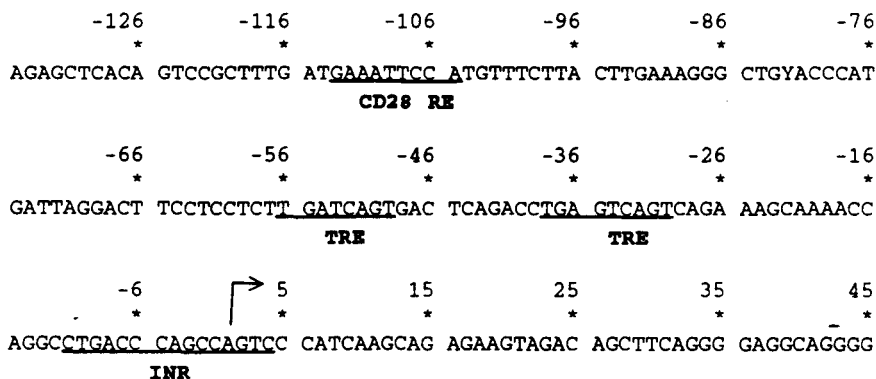 -126 -116 -106 -96 -86 -76
* * * * * *
AGAGCTCACA GTCCGCTTTG ATGAAATTCC ATGTTTCTTA CTTGAAAGGG CTGYACCCAT
CD28 RE
-66 -56 -46 -36 -26 -16
* * * * * *
GATTAGGACT TCCTCCTCTT GATCAGTGAC TCAGACCTGA GTCAGTCAGA AAGCAAAACC
TRE TRE
-6 5 15 25 35 45
* * * * * *
AGGCCTGACC CAGCCAGTCC CATCAAGCAG AGAAGTAGAC AGCTTCAGGG GAGGCAGGGG
INR